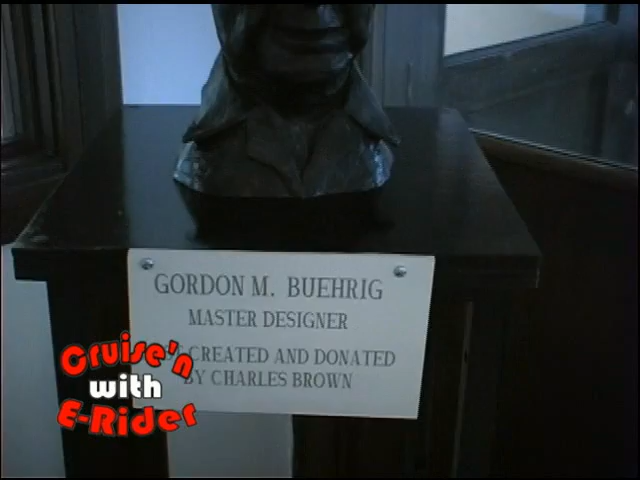 GORDON M. BUEHRIG
MASTER DESIGNER
CREATED AND DONATED
BY CHARLES BROWN
Cruise'n
with
E-Rider